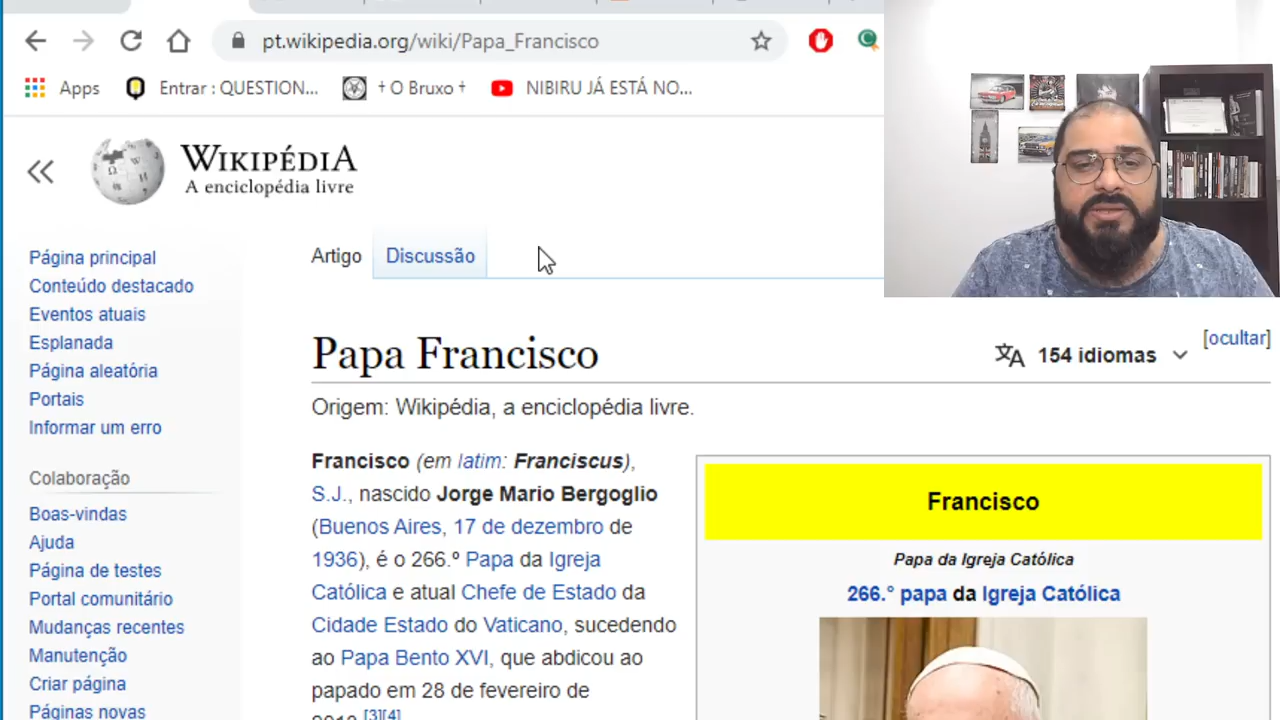 pt.wikipedia.org/wiki/Papa_Francisco
Apps
Entrar : QUESTION...
† O Bruxo †
NIBIRU JÁ ESTÁ NO...
WIKIPÉDIA
A enciclopédia livre
Artigo
Discussão
Página principal
Conteúdo destacado
Eventos atuais
Esplanada
Página aleatória
Portais
Informar um erro
Colaboração
Boas-vindas
Ajuda
Página de testes
Portal comunitário
Mudanças recentes
Manutenção
Criar página
Páginas novas
[ocultar]
Papa Francisco
154 idiomas
Origem: Wikipédia, a enciclopédia livre.
Francisco (em latim: Franciscus),
S.J., nascido Jorge Mario Bergoglio
(Buenos Aires, 17 de dezembro de
1936), é o 266.º Papa da Igreja
Católica e atual Chefe de Estado da
Cidade Estado do Vaticano, sucedendo
ao Papa Bento XVI, que abdicou ao
papado em 28 de fevereiro de
[3][4]
Francisco
Papa da Igreja Católica
266.° papa da Igreja Católica